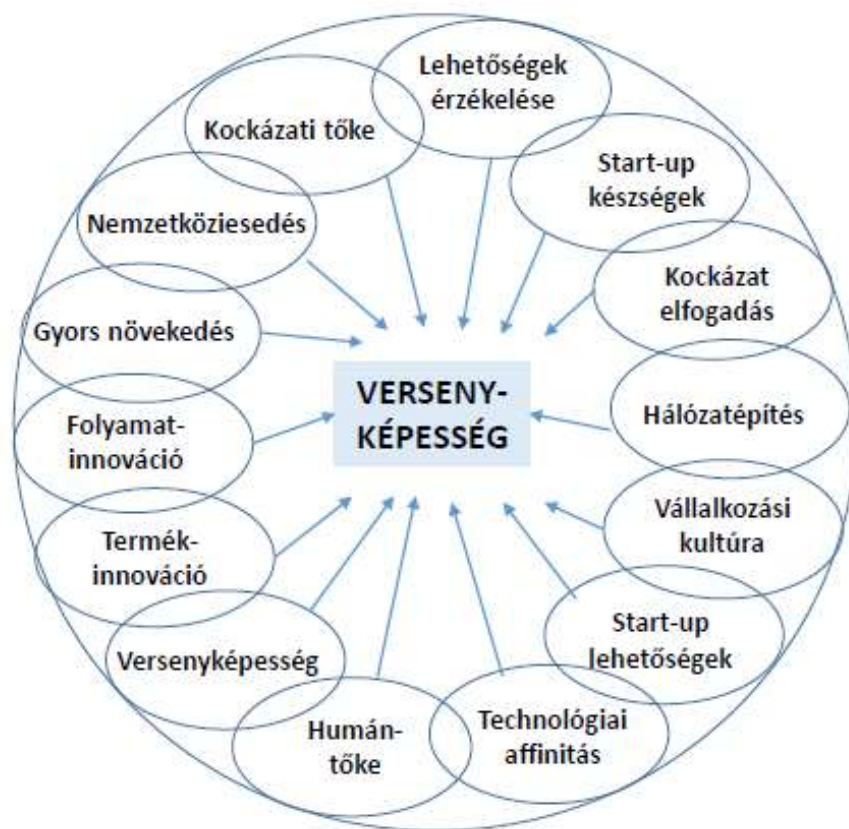 Lehetőségek
érzékelése
Start-up
készségek
Kockázat
elfogadás
Hálózatépítés
Vállalkozási
kultúra
Start-up
lehetőségek
Technológiai
affinitás
Humán-
tőke
Versenyképesség
Termék-
innováció
Folyamat-
innováció
Gyors növekedés
Nemzetköziesedés
Kockázati tőke
VERSENY-
KÉPESSÉG